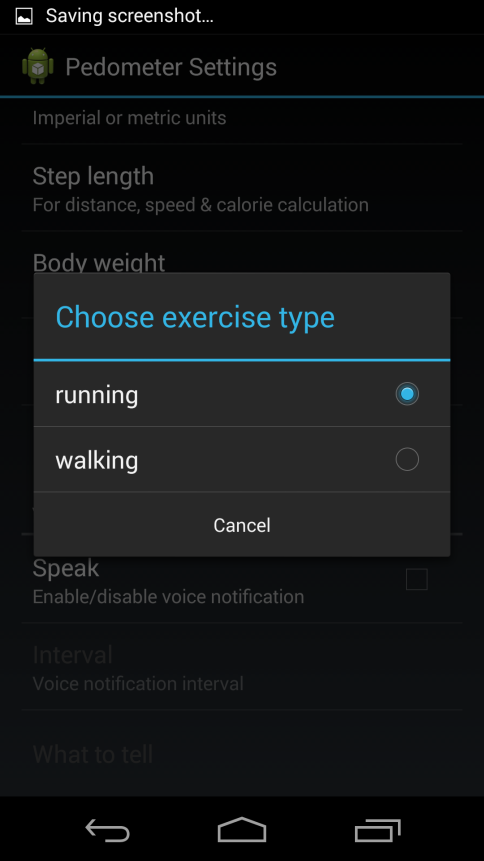 Saving screenshot...
Pedometer Settings
Imperial or metric units
Step length
For distance, speed & calorie calculation
Body weight
Choose exercise type
running
walking
Cancel
Speak
Enable/disable voice notification
Interval
Voice notification interval
What to tell